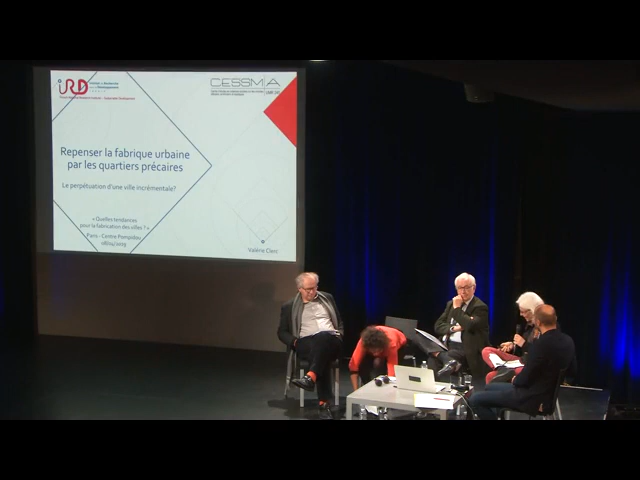 IRD
CESSMA
Repenser la fabrique urbaine
par les quartiers précaires
Le perpétuation d'une ville incrémentale?
« Quelles tendances
pour la fabrication des villes ? »
Paris - Centre Pompidou
Valérie Clerc